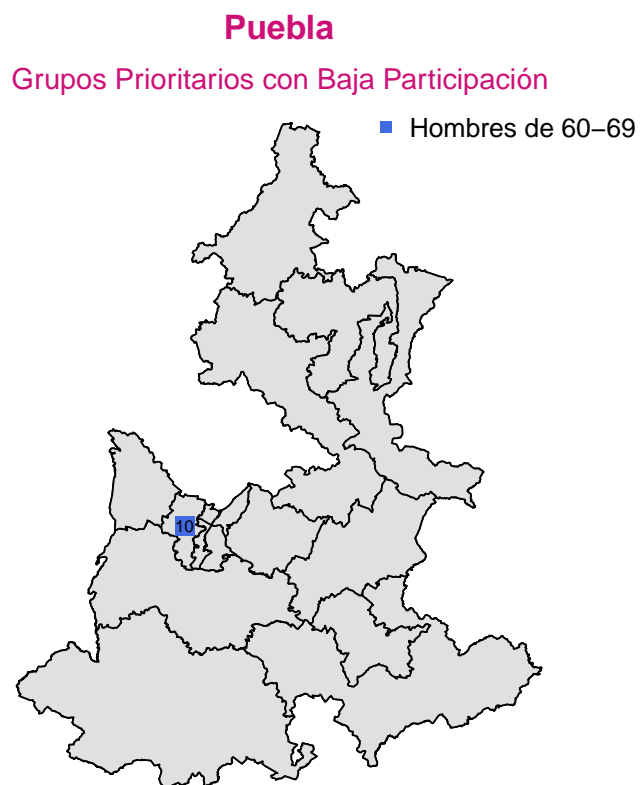 Puebla
Grupos Prioritarios con Baja Participación
Hombres de 60−69
10